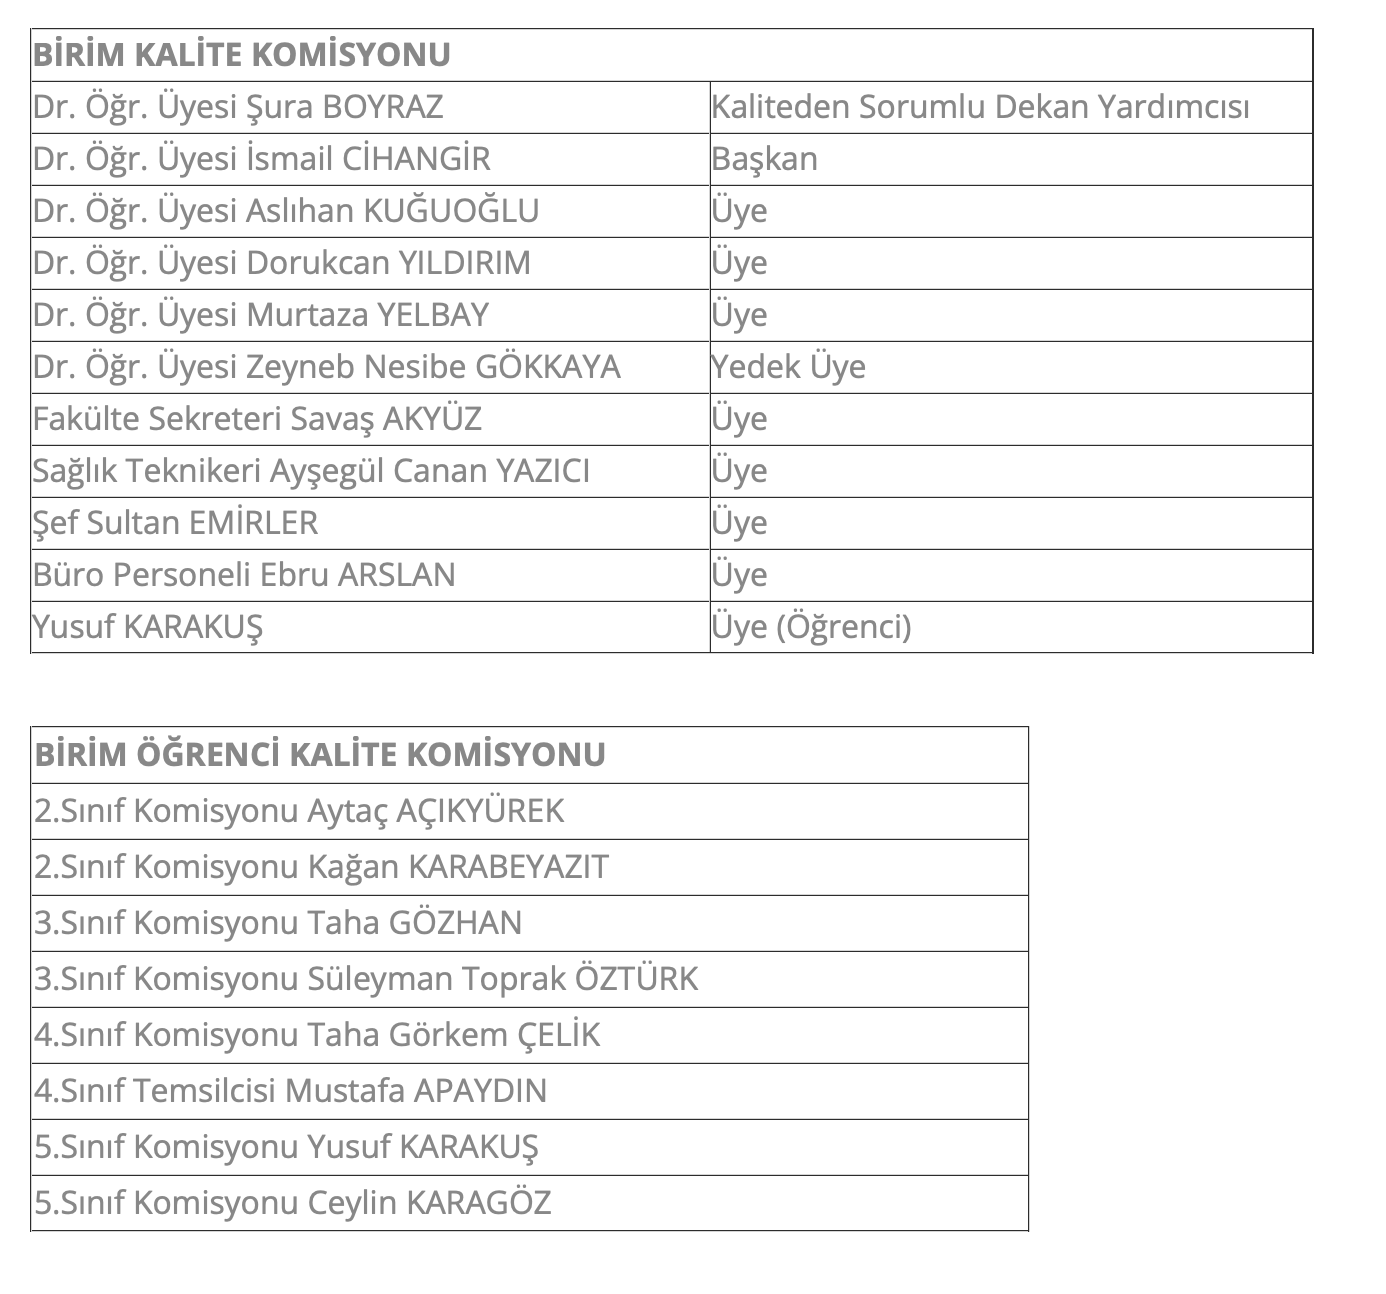 BİRİM KALİTE KOMİSYONU
Dr. Öğr. Üyesi Şura BOYRAZ Kaliteden Sorumlu Dekan Yardımcısı
Dr. Öğr. Üyesi İsmail CİHANGİR Başkan
Dr. Öğr. Üyesi Aslıhan KUĞUOĞLU Üye
Dr. Öğr. Üyesi Dorukcan YILDIRIM Üye
Dr. Öğr. Üyesi Murtaza YELBAY Üye
Dr. Öğr. Üyesi Zeyneb Nesibe GÖKKAYA Yedek Üye
Fakülte Sekreteri Savaş AKYÜZ Üye
Sağlık Teknikeri Ayşegül Canan YAZICI Üye
Şef Sultan EMİRLER Üye
Büro Personeli Ebru ARSLAN Üye
Yusuf KARAKUŞ Üye (Öğrenci)
BİRİM ÖĞRENCİ KALİTE KOMİSYONU
2.Sınıf Komisyonu Aytaç AÇIKYÜREK
2.Sınıf Komisyonu Kağan KARABEYAZIT
3.Sınıf Komisyonu Taha GÖZHAN
3.Sınıf Komisyonu Süleyman Toprak ÖZTÜRK
4.Sınıf Komisyonu Taha Görkem ÇELİK
4.Sınıf Temsilcisi Mustafa APAYDIN
5.Sınıf Komisyonu Yusuf KARAKUŞ
5.Sınıf Komisyonu Ceylin KARAGÖZ